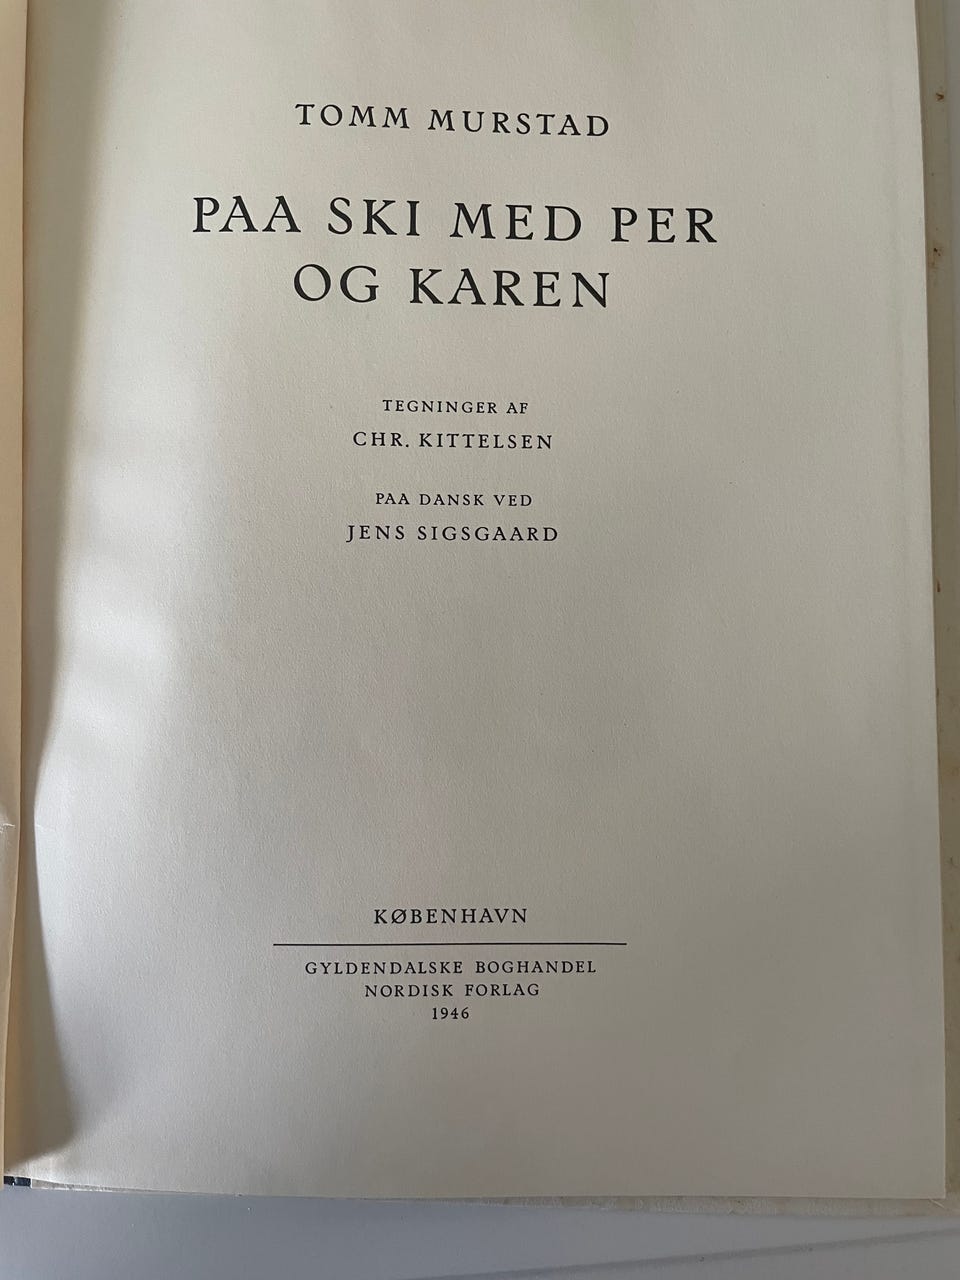 TOMM MURSTAD
PAA SKI MED PER
OG KAREN
TEGNINGER AF
CHR. KITTELSEN
PAA DANSK VED
JENS SIGSGAARD
KØBENHAVN
GYLDENDALSKE BOGHANDEL
NORDISK FORLAG
1946